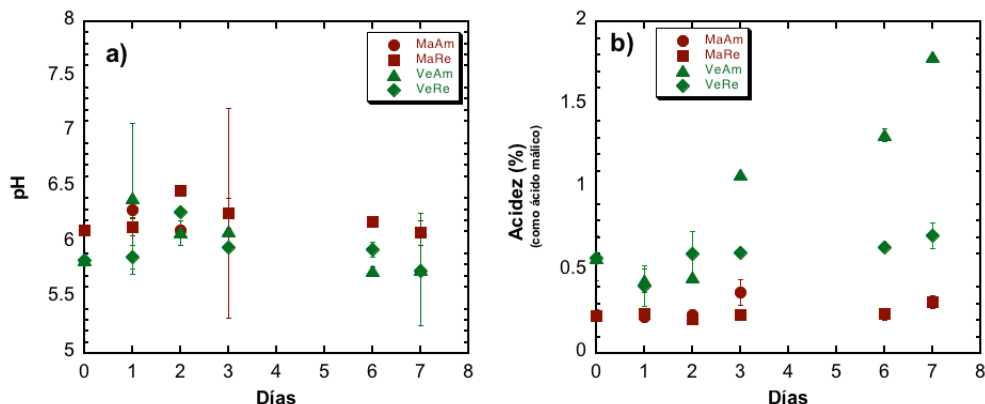 a)
MaAm
MaRe
VeAm
VeRe
pH
8
7.5
7
6.5
6
5.5
5
0 1 2 3 4 5 6 7 8
Días
b)
MaAm
MaRe
VeAm
VeRe
Acidez (%)
(como ácido málico)
2
1.5
1
0.5
0
0 1 2 3 4 5 6 7 8
Días